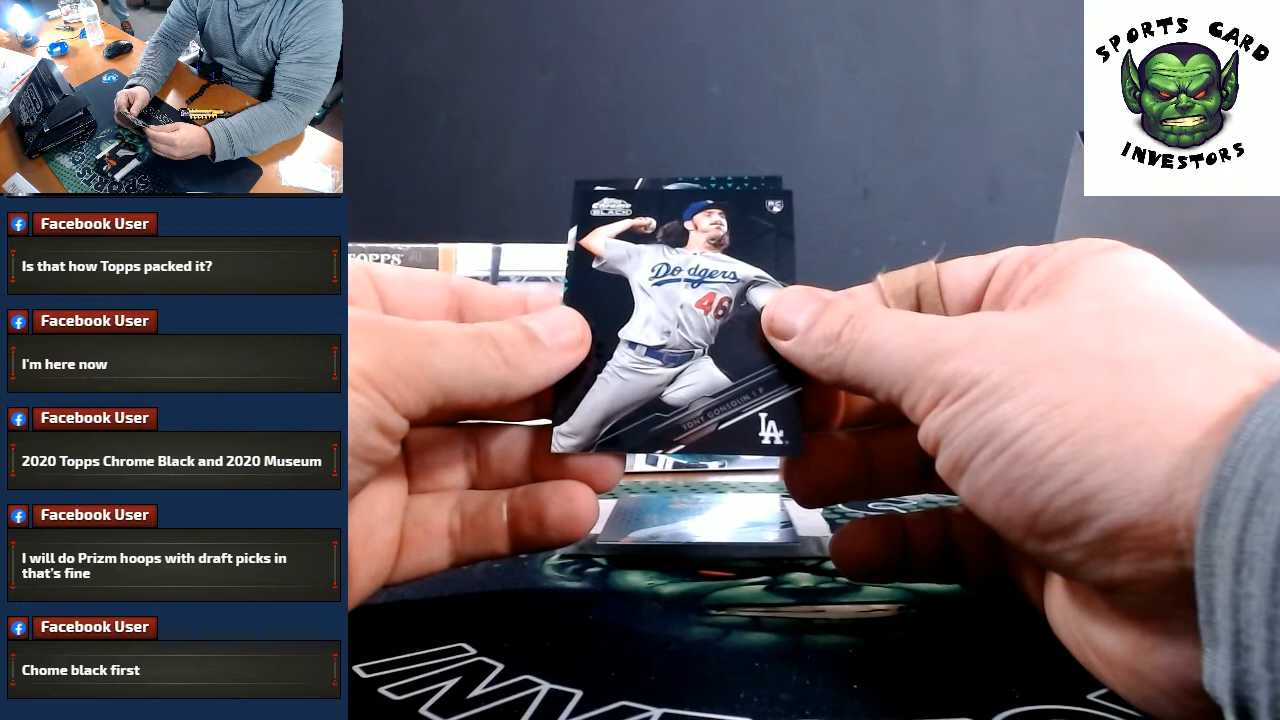 SPORTS CARD
INVESTORS
Facebook User
Is that how Topps packed it?
Facebook User
I'm here now
Facebook User
2020 Topps Chrome Black and 2020 Museum
Facebook User
I will do Prizm hoops with draft picks in
that's fine
Facebook User
Chome black first
TOPPS
BLACK
RC
Dodgers
46
TONY GONSOLIN | P
LA